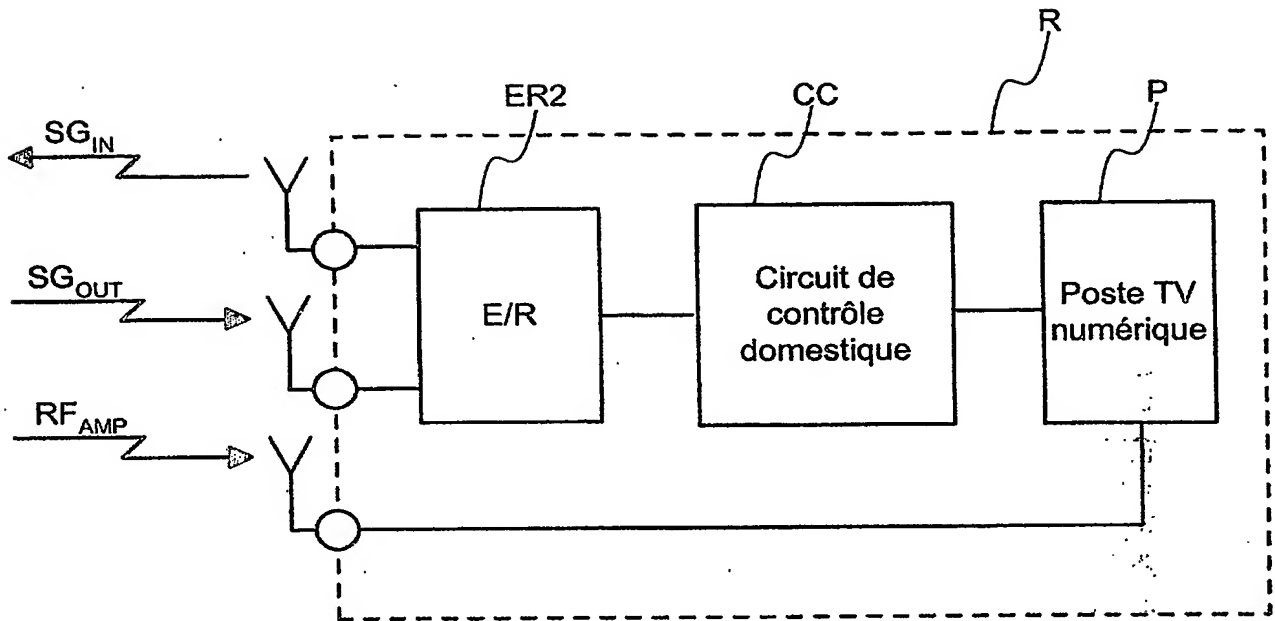 R
ER2
CC
P
SG_IN
SG_OUT
RF_AMP
E/R
Circuit de
contrôle
domestique
Poste TV
numérique